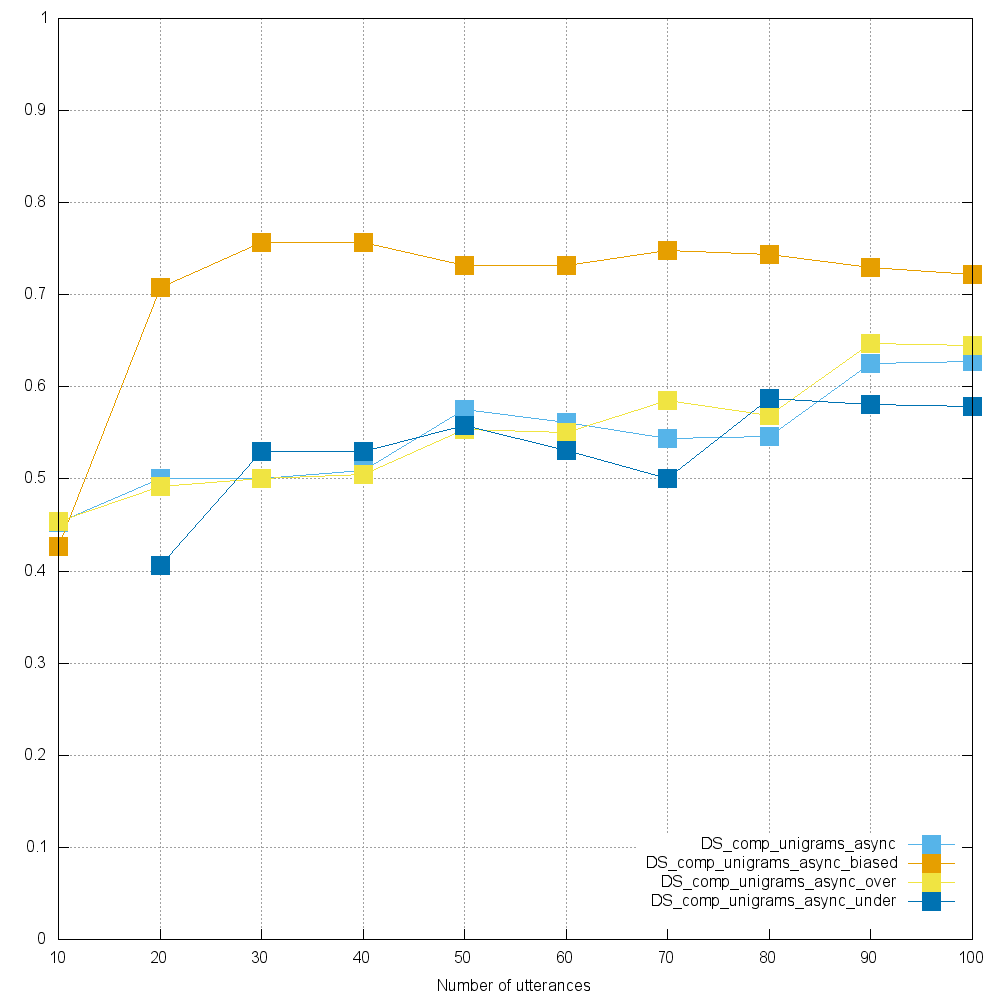 1
0.9
0.8
0.7
0.6
0.5
0.4
0.3
0.2
0.1
0
DS_comp_unigrams_async
DS_comp_unigrams_async_biased
DS_comp_unigrams_async_over
DS_comp_unigrams_async_under
10 20 30 40 50 60 70 80 90 100
Number of utterances